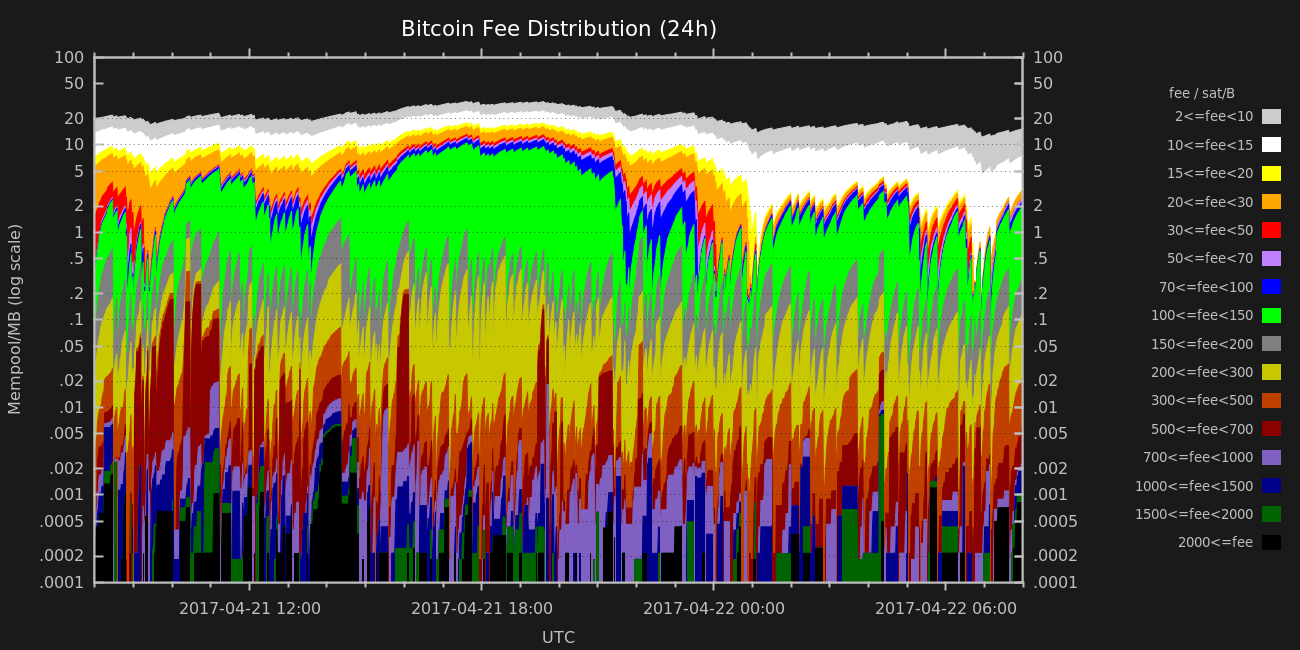 Bitcoin Fee Distribution (24h)
Mempool/MB (log scale)
100
50
20
10
5
2
1
.5
.2
.1
.05
.02
.01
.005
.002
.001
.0005
.0002
.0001
100
50
20
10
5
2
1
.5
.2
.1
.05
.02
.01
.005
.002
.001
.0005
.0002
.0001
2017-04-21 12:00
2017-04-21 18:00
2017-04-22 00:00
2017-04-22 06:00
UTC
fee / sat/B
2<=fee<10
10<=fee<15
15<=fee<20
20<=fee<30
30<=fee<50
50<=fee<70
70<=fee<100
100<=fee<150
150<=fee<200
200<=fee<300
300<=fee<500
500<=fee<700
700<=fee<1000
1000<=fee<1500
1500<=fee<2000
2000<=fee